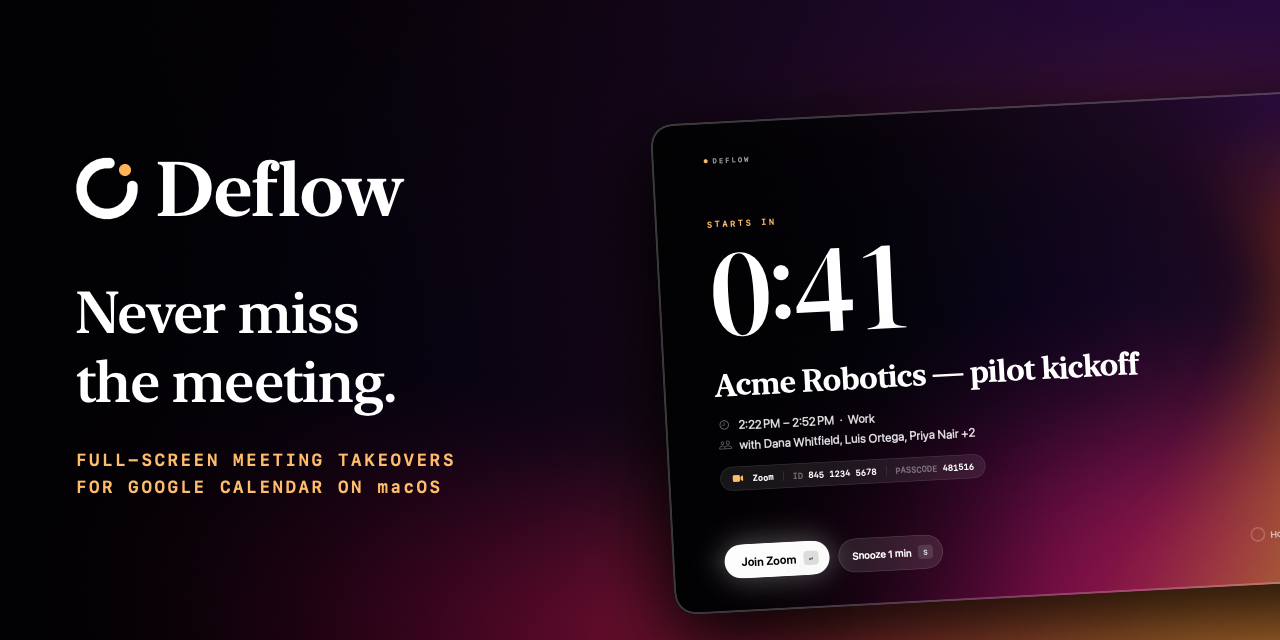 Deflow
Never miss
the meeting.
FULL–SCREEN MEETING TAKEOVERS
FOR GOOGLE CALENDAR ON macOS
DEFLOW
STARTS IN
0:41
Acme Robotics — pilot kickoff
2:22 PM – 2:52 PM · Work
with Dana Whitfield, Luis Ortega, Priya Nair +2
Zoom ID 845 1234 5678 PASSCODE 481516
Join Zoom ↵ Snooze 1 min S